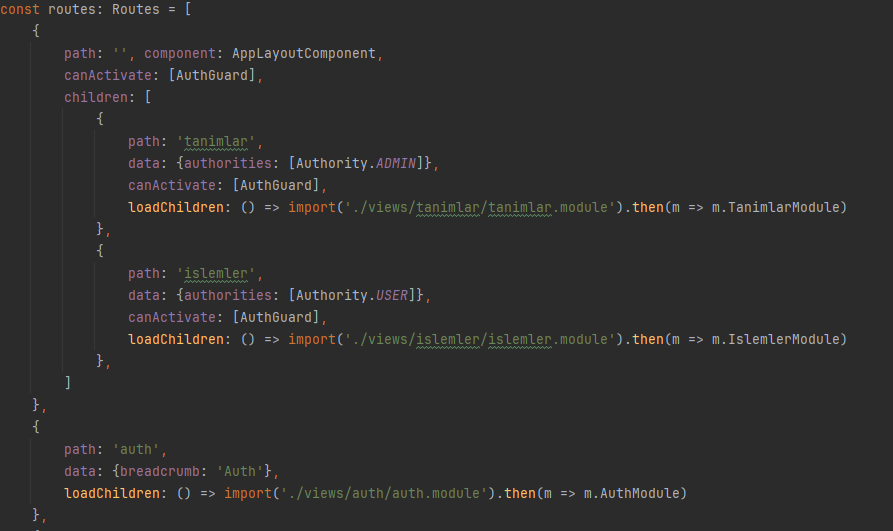 const routes: Routes = [
    {
        path: '', component: AppLayoutComponent,
        canActivate: [AuthGuard],
        children: [
            {
                path: 'tanimlar',
                data: {authorities: [Authority.ADMIN]},
                canActivate: [AuthGuard],
                loadChildren: () => import('./views/tanimlar/tanimlar.module').then(m => m.TanimlarModule)
            },
            {
                path: 'islemler',
                data: {authorities: [Authority.USER]},
                canActivate: [AuthGuard],
                loadChildren: () => import('./views/islemler/islemler.module').then(m => m.IslemlerModule)
            },
        ]
    },
    {
        path: 'auth',
        data: {breadcrumb: 'Auth'},
        loadChildren: () => import('./views/auth/auth.module').then(m => m.AuthModule)
    },